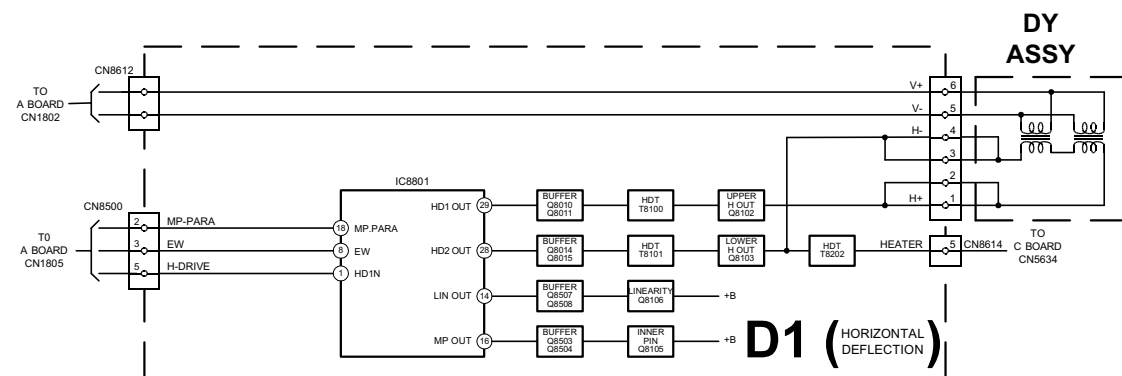 DY
ASSY
CN8612
TO
A BOARD
CN1802
V+ 6
V- 5
H- 4
3
2
H+ 1
IC8801
CN8500
T0
A BOARD
CN1805
2 MP-PARA
3 EW
5 H-DRIVE
18 MP.PARA
8 EW
1 HD1N
HD1 OUT 29
HD2 OUT 28
LIN OUT 14
MP OUT 16
BUFFER
Q8010
Q8011
HDT
T8100
UPPER
H OUT
Q8102
BUFFER
Q8014
Q8015
HDT
T8101
LOWER
H OUT
Q8103
HDT
T8202
HEATER 5 CN8614
TO
C BOARD
CN5634
BUFFER
Q8507
Q8508
LINEARITY
Q8106
+B
BUFFER
Q8503
Q8504
INNER
PIN
Q8105
+B
D1 (HORIZONTAL
DEFLECTION)